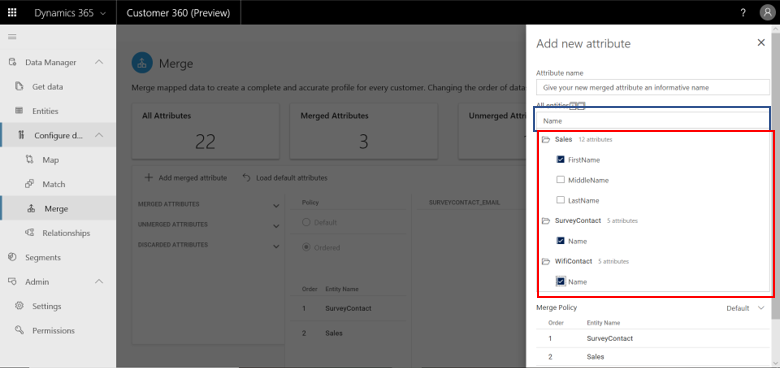 Dynamics 365
Customer 360 (Preview)
?
Data Manager
Get data
Entities
Configure d...
Map
Match
Merge
Relationships
Segments
Admin
Settings
Permissions
Merge
Merge mapped data to create a complete and accurate profile for every customer. Changing the order of data
All Attributes
22
Merged Attributes
3
Unmerged Attrib
Add merged attribute
Load default attributes
MERGED ATTRIBUTES
UNMERGED ATTRIBUTES
DISCARDED ATTRIBUTES
Policy
Default
Ordered
Order Entity Name
1 SurveyContact
2 Sales
SURVEYCONTACT_EMAIL
Add new attribute
Attribute name
Give your new merged attribute an informative name
All entities
Name
Sales 12 attributes
FirstName
MiddleName
LastName
SurveyContact 5 attributes
Name
WifiContact 5 attributes
Name
Merge Policy Default
Order Entity Name
1 SurveyContact
2 Sales